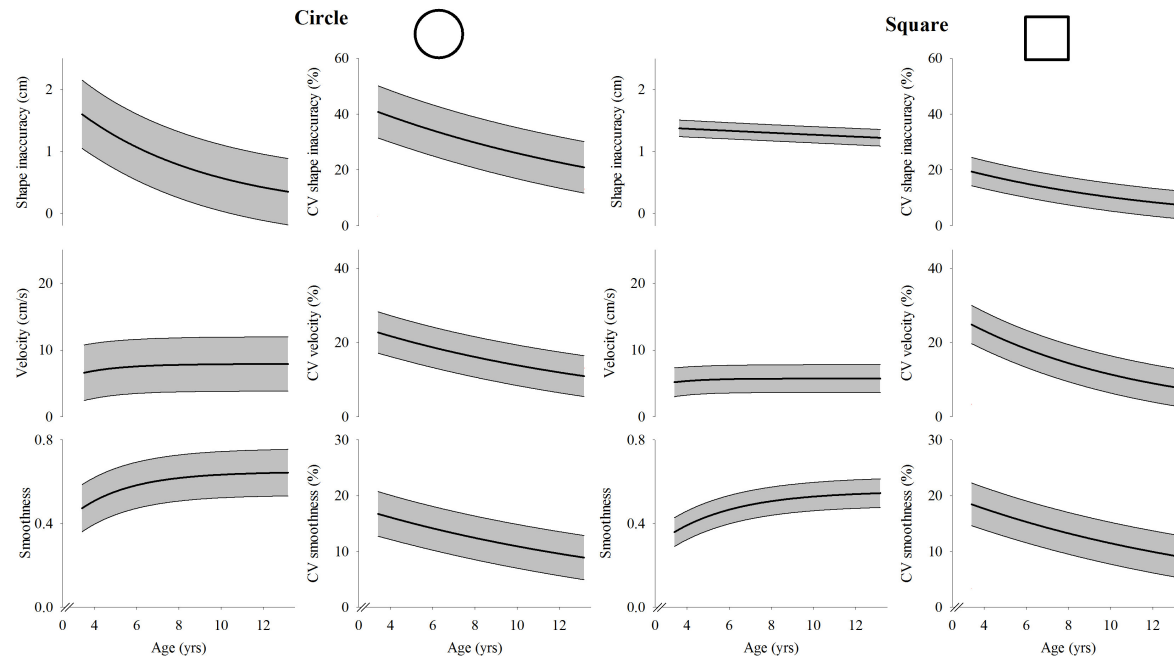 Circle
Square
Shape inaccuracy (cm)
2
1
0
CV shape inaccuracy (%)
60
40
20
0
Shape inaccuracy (cm)
2
1
0
CV shape inaccuracy (%)
60
40
20
0
Velocity (cm/s)
20
10
0
CV velocity (%)
40
20
0
Velocity (cm/s)
20
10
0
CV velocity (%)
40
20
0
Smoothness
0.8
0.4
0.0
CV smoothness (%)
30
20
10
0
Smoothness
0.8
0.4
0.0
CV smoothness (%)
30
20
10
0
0 4 6 8 10 12
0 4 6 8 10 12
0 4 6 8 10 12
0 4 6 8 10 12
Age (yrs)
Age (yrs)
Age (yrs)
Age (yrs)